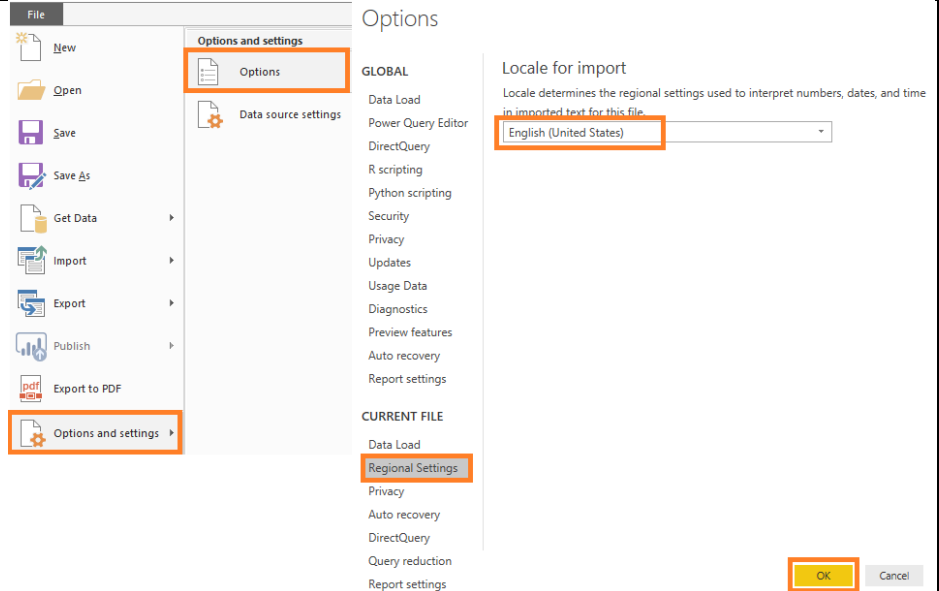 File
New
Open
Save
Save As
Get Data
Import
Export
Publish
pdf
Export to PDF
Options and settings
Options and settings
Options
Data source settings
Options
GLOBAL
Data Load
Power Query Editor
DirectQuery
R scripting
Python scripting
Security
Privacy
Updates
Usage Data
Diagnostics
Preview features
Auto recovery
Report settings
CURRENT FILE
Data Load
Regional Settings
Privacy
Auto recovery
DirectQuery
Query reduction
Report settings
Locale for import
Locale determines the regional settings used to interpret numbers, dates, and time
in imported text for this file.
English (United States)
OK
Cancel